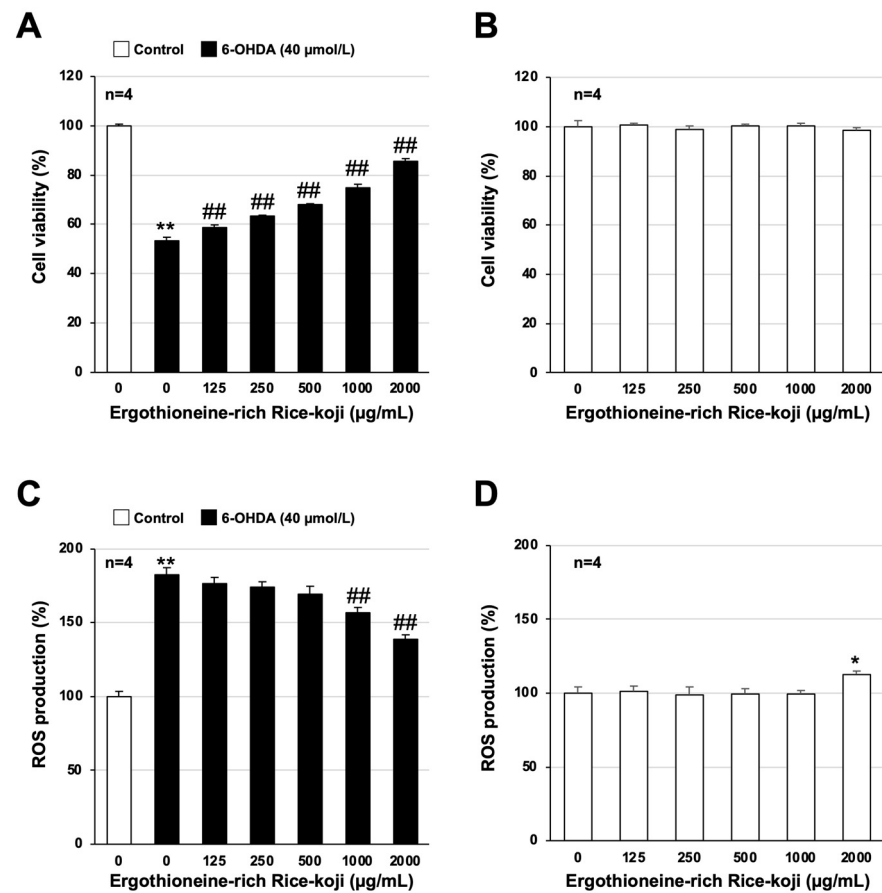 A
Control 6-OHDA (40 µmol/L)
n=4
120
100
80
60
40
20
0
Cell viability (%)
** ## ## ## ## ##
0 0 125 250 500 1000 2000
Ergothioneine-rich Rice-koji (µg/mL)
B
n=4
120
100
80
60
40
20
0
Cell viability (%)
0 125 250 500 1000 2000
Ergothioneine-rich Rice-koji (µg/mL)
C
Control 6-OHDA (40 µmol/L)
n=4
200
150
100
50
0
ROS production (%)
** ## ##
0 0 125 250 500 1000 2000
Ergothioneine-rich Rice-koji (µg/mL)
D
n=4
200
150
100
50
0
ROS production (%)
*
0 125 250 500 1000 2000
Ergothioneine-rich Rice-koji (µg/mL)